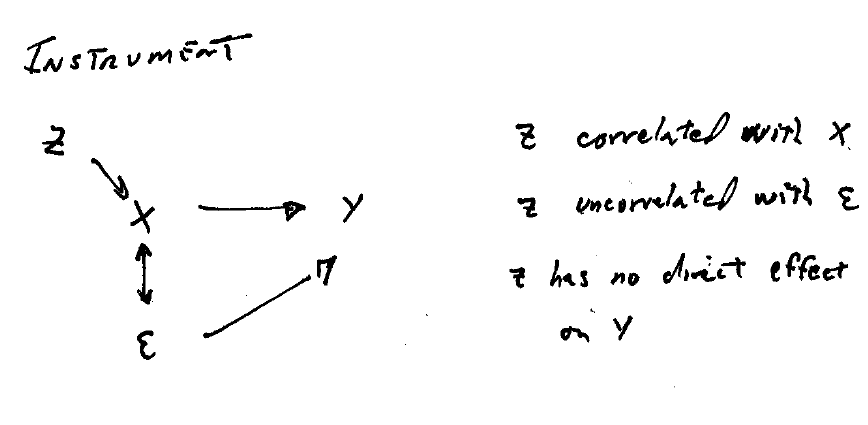 INSTRUMENT
Z
X
Y
ε
Z correlated with X
Z uncorrelated with ε
Z has no direct effect
on Y